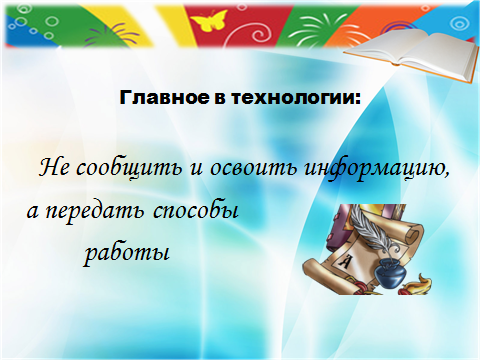 Главное в технологии:
Не сообщить и освоить информацию,
а передать способы
работы
А